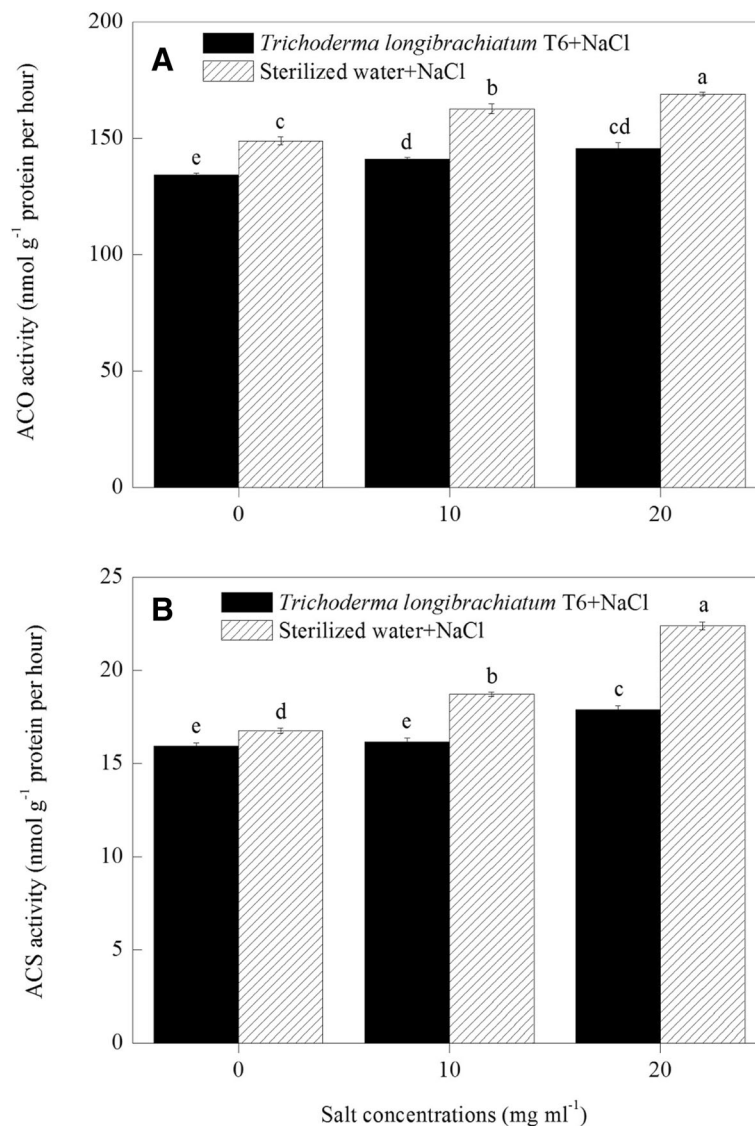 200
150
100
50
0
ACO activity (nmol g⁻¹ protein per hour)
A
Trichoderma longibrachiatum T6+NaCl
Sterilized water+NaCl
e
c
d
b
cd
a
0
10
20
25
20
15
10
5
0
ACS activity (nmol g⁻¹ protein per hour)
B
Trichoderma longibrachiatum T6+NaCl
Sterilized water+NaCl
e
d
e
b
c
a
0
10
20
Salt concentrations (mg ml⁻¹)